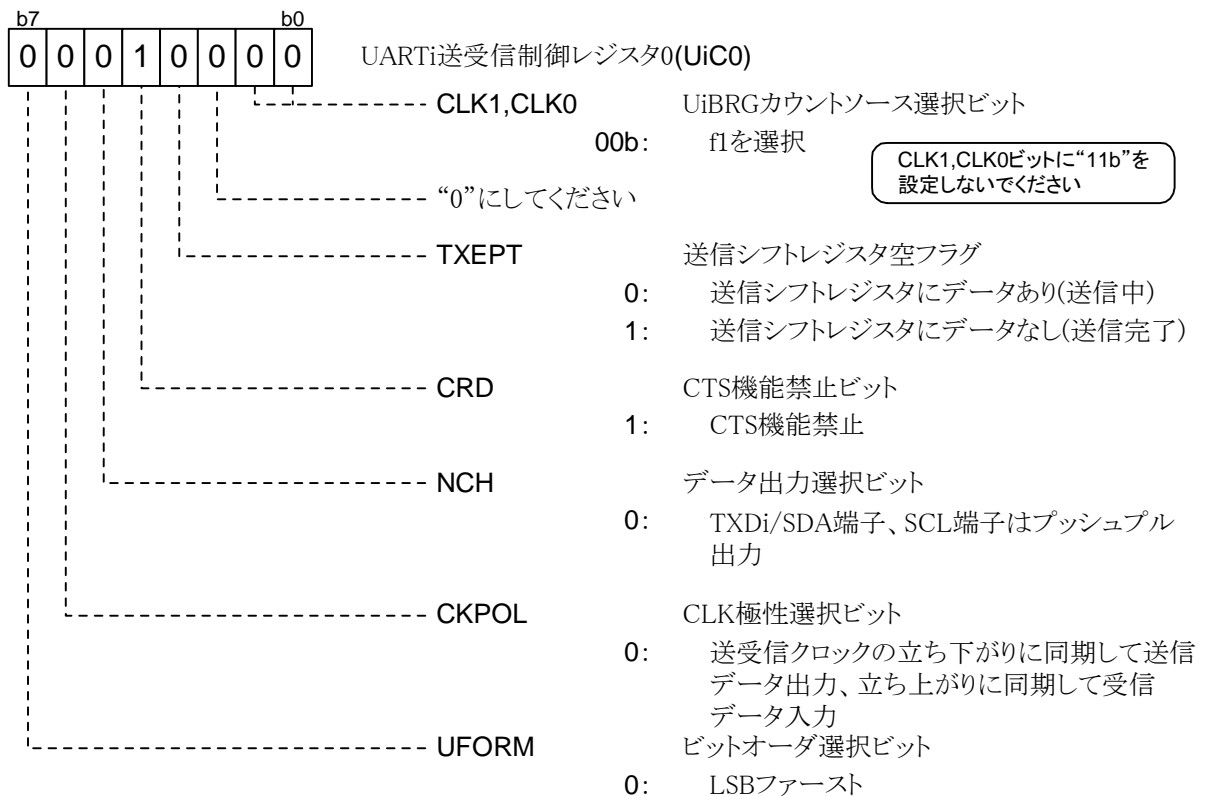 b7 b0
0 0 0 1 0 0 0 0 UARTi送受信制御レジスタ0(UiC0)
CLK1,CLK0 UiBRGカウントソース選択ビット
00b: f1を選択
CLK1,CLK0ビットに“11b”を
設定しないでください
“0”にしてください
TXEPT 送信シフトレジスタ空フラグ
0: 送信シフトレジスタにデータあり(送信中)
1: 送信シフトレジスタにデータなし(送信完了)
CRD CTS機能禁止ビット
1: CTS機能禁止
NCH データ出力選択ビット
0: TXDi/SDA端子、SCL端子はプッシュプル
出力
CKPOL CLK極性選択ビット
0: 送受信クロックの立ち下がりに同期して送信
データ出力、立ち上がりに同期して受信
データ入力
UFORM ビットオーダ選択ビット
0: LSBファースト